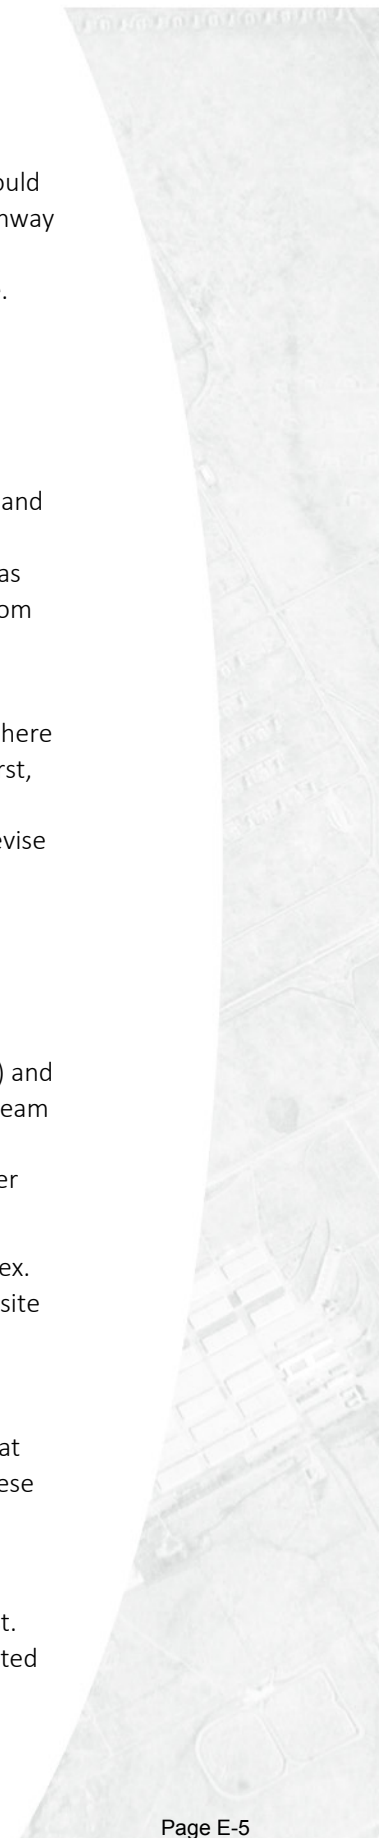 ould
nway
.
and
as
om
here
rst,
evise
) and
eam
er
ex.
site
at
ese
t.
ted
Page E-5